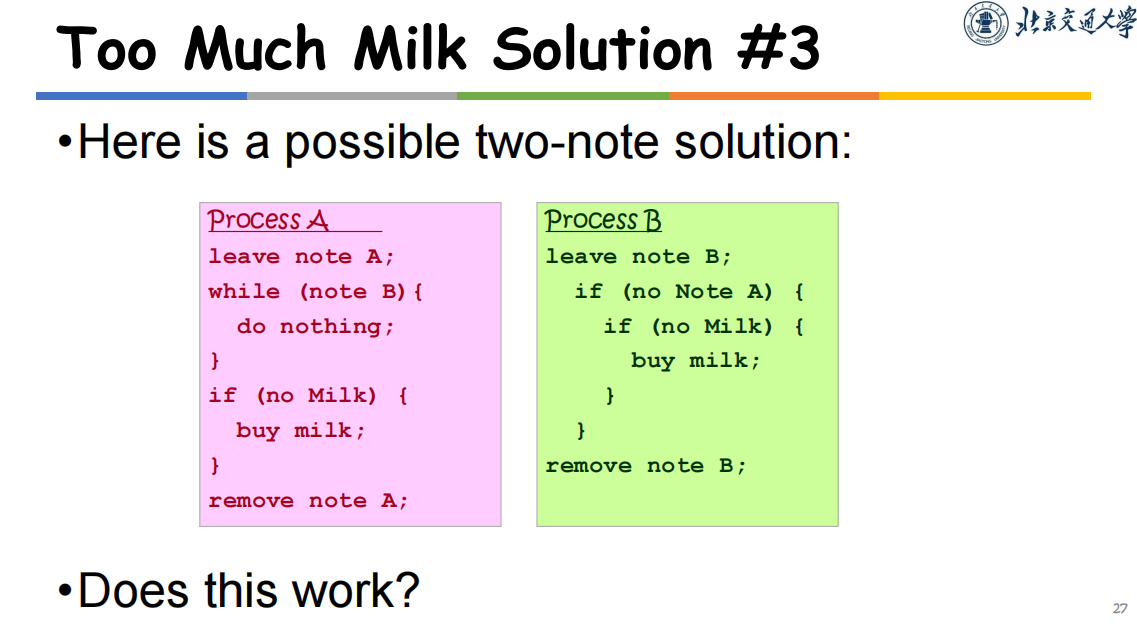 Too Much Milk Solution #3
北京交通大学
•Here is a possible two-note solution:
Process A
leave note A;
while (note B){
do nothing;
}
if (no Milk) {
buy milk;
}
remove note A;
Process B
leave note B;
if (no Note A) {
if (no Milk) {
buy milk;
}
}
remove note B;
•Does this work?
27